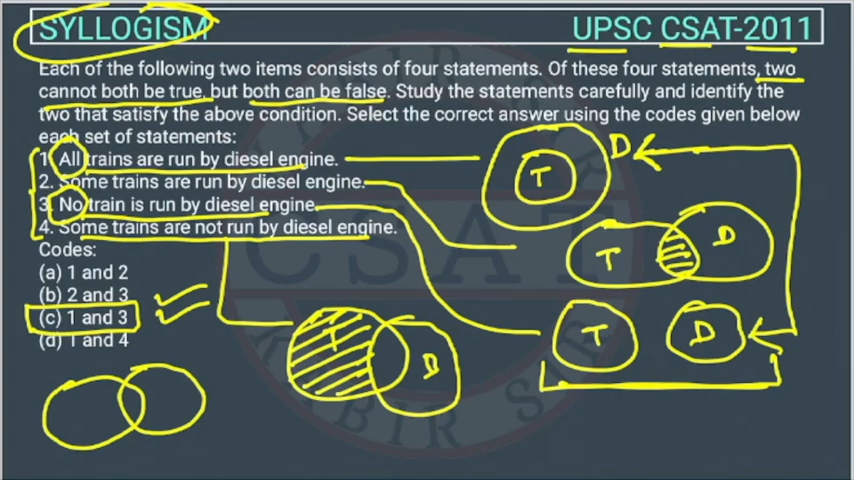 SYLLOGISM UPSC CSAT-2011
Each of the following two items consists of four statements. Of these four statements, two
cannot both be true, but both can be false. Study the statements carefully and identify the
two that satisfy the above condition. Select the correct answer using the codes given below
each set of statements:
1. All trains are run by diesel engine.
2. Some trains are run by diesel engine.
3. No train is run by diesel engine.
4. Some trains are not run by diesel engine.
Codes:
(a) 1 and 2
(b) 2 and 3
(c) 1 and 3
(d) 1 and 4
T D
T D
T D
T D
CSAT
KABIR SIR